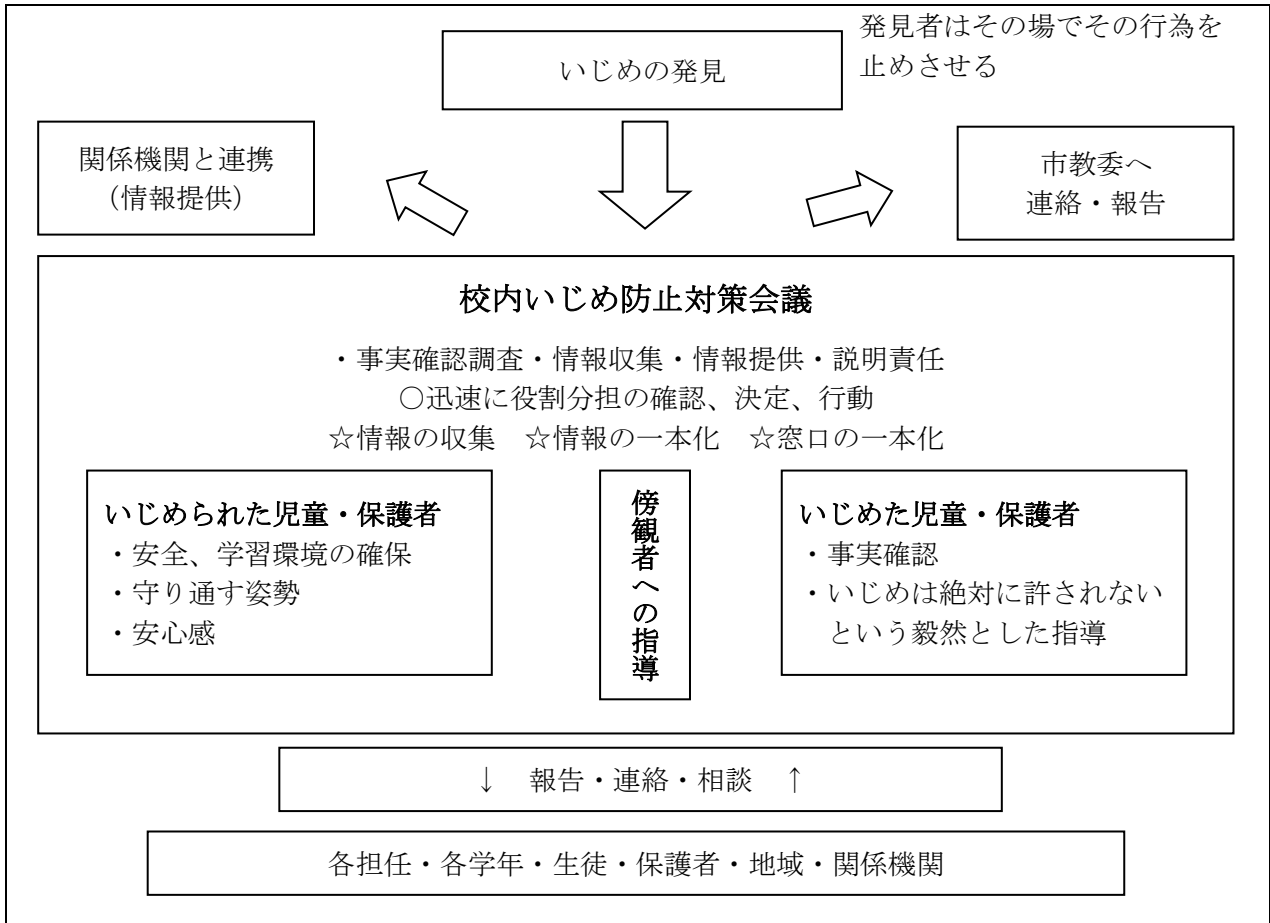 いじめの発見
発見者はその場でその行為を
止めさせる
関係機関と連携
（情報提供）
市教委へ
連絡・報告
校内いじめ防止対策会議
・事実確認調査・情報収集・情報提供・説明責任
○迅速に役割分担の確認、決定、行動
☆情報の収集　☆情報の一本化　☆窓口の一本化
いじめられた児童・保護者
・安全、学習環境の確保
・守り通す姿勢
・安心感
傍観者への指導
いじめた児童・保護者
・事実確認
・いじめは絶対に許されない
という毅然とした指導
↓　報告・連絡・相談　↑
各担任・各学年・生徒・保護者・地域・関係機関